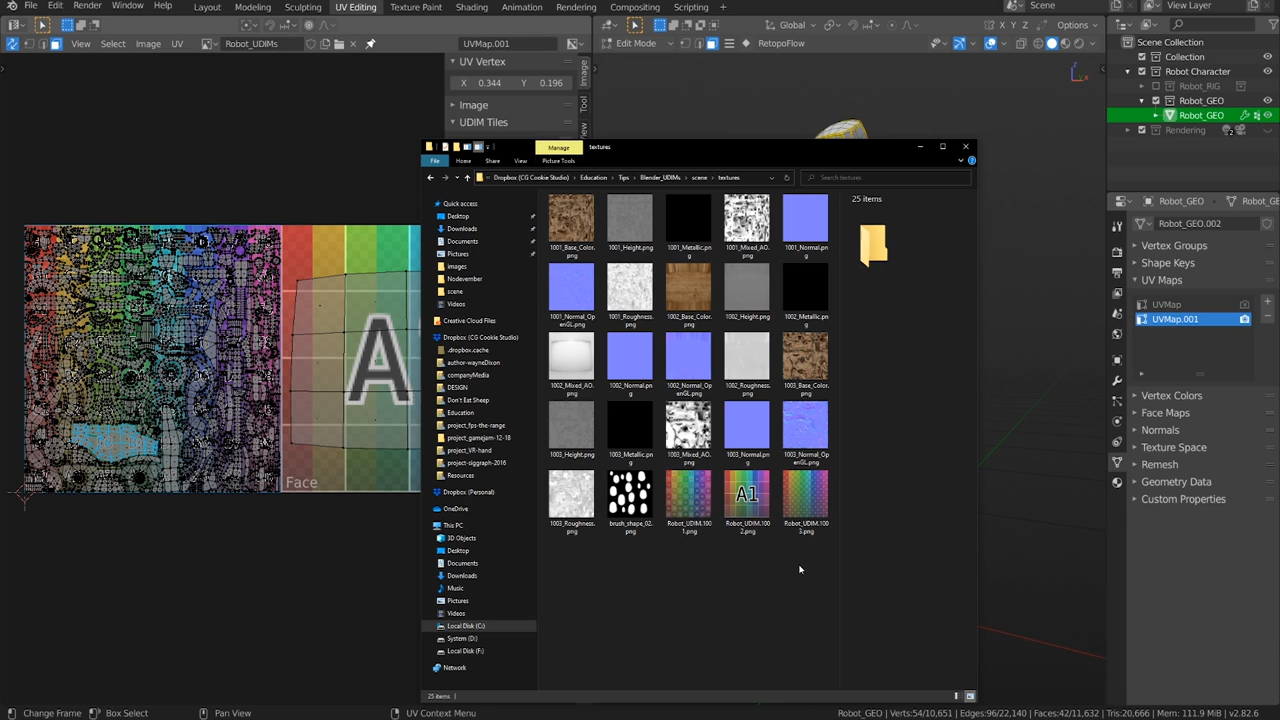 File Edit Render Window Help Layout Modeling Sculpting UV Editing Texture Paint Shading Animation Rendering Compositing Scripting Scene View Layer
Global X Y Z Options
View Select Image UV Robot_UDIMs UVMap.001 Edit Mode RetopoFlow
UV Vertex
X 0.344 Y 0.196
Image
UDIM Tiles
Image
Tool
View
A
Face
Manage textures
File Home Share View Picture Tools
Dropbox (CG Cookie Studio) Education Tips Blender_UDIMs scene textures
Search textures
Quick access
Desktop
Downloads
Documents
Pictures
images
Nodevember
scene
Videos
Creative Cloud Files
Dropbox (CG Cookie Studio)
.dropbox.cache
author-wayneDixon
companyMedia
DESIGN
Don't Eat Sheep
Education
project_fps-the-range
project_gamejam-12-18
project_VR-hand
project-siggraph-2016
Resources
Dropbox (Personal)
OneDrive
This PC
3D Objects
Desktop
Documents
Downloads
Music
Pictures
Videos
Local Disk (C:)
System (D:)
Local Disk (F:)
Network
1001_Base_Color.png 1001_Height.png 1001_Metallic.png 1001_Mixed_AO.png 1001_Normal.png
1001_Normal_OpenGL.png 1001_Roughness.png 1002_Base_Color.png 1002_Height.png 1002_Metallic.png
1002_Mixed_AO.png 1002_Normal.png 1002_Normal_OpenGL.png 1002_Roughness.png 1003_Base_Color.png
1003_Height.png 1003_Metallic.png 1003_Mixed_AO.png 1003_Normal.png 1003_Normal_OpenGL.png
A1
1003_Roughness.png brush_shape_02.png Robot_UDIM.1001.png Robot_UDIM.1002.png Robot_UDIM.1003.png
25 items
25 items
Scene Collection
Collection
Robot Character
Robot_RIG
Robot_GEO
Robot_GEO
Rendering 2
Robot_GEO Robot_GE
Robot_GEO.002
Vertex Groups
Shape Keys
UV Maps
UVMap
UVMap.001
Vertex Colors
Face Maps
Normals
Texture Space
Remesh
Geometry Data
Custom Properties
Change Frame Box Select Pan View UV Context Menu Robot_GEO | Verts:54/10,651 | Edges:96/22,140 | Faces:42/11,632 | Tris:20,666 | Mem: 111.9 MiB | v2.82.6